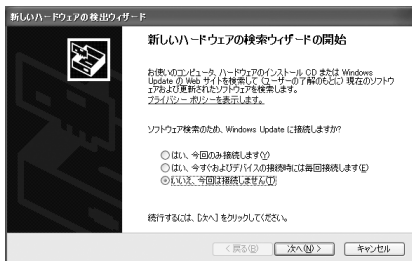 新しいハードウェアの検出ウィザード
新しいハードウェアの検索ウィザードの開始
お使いのコンピュータ、ハードウェアのインストール CD または Windows
Update の Web サイトを検索して (ユーザーの了解のもとに) 現在のソフトウ
ェアおよび更新されたソフトウェアを検索します。
プライバシー ポリシーを表示します。
ソフトウェア検索のため、Windows Update に接続しますか?
はい、今回のみ接続します(Y)
はい、今すぐおよびデバイスの接続時には毎回接続します(E)
いいえ、今回は接続しません(T)
続行するには、[次へ] をクリックしてください。
< 戻る(B)
次へ(N) >
キャンセル